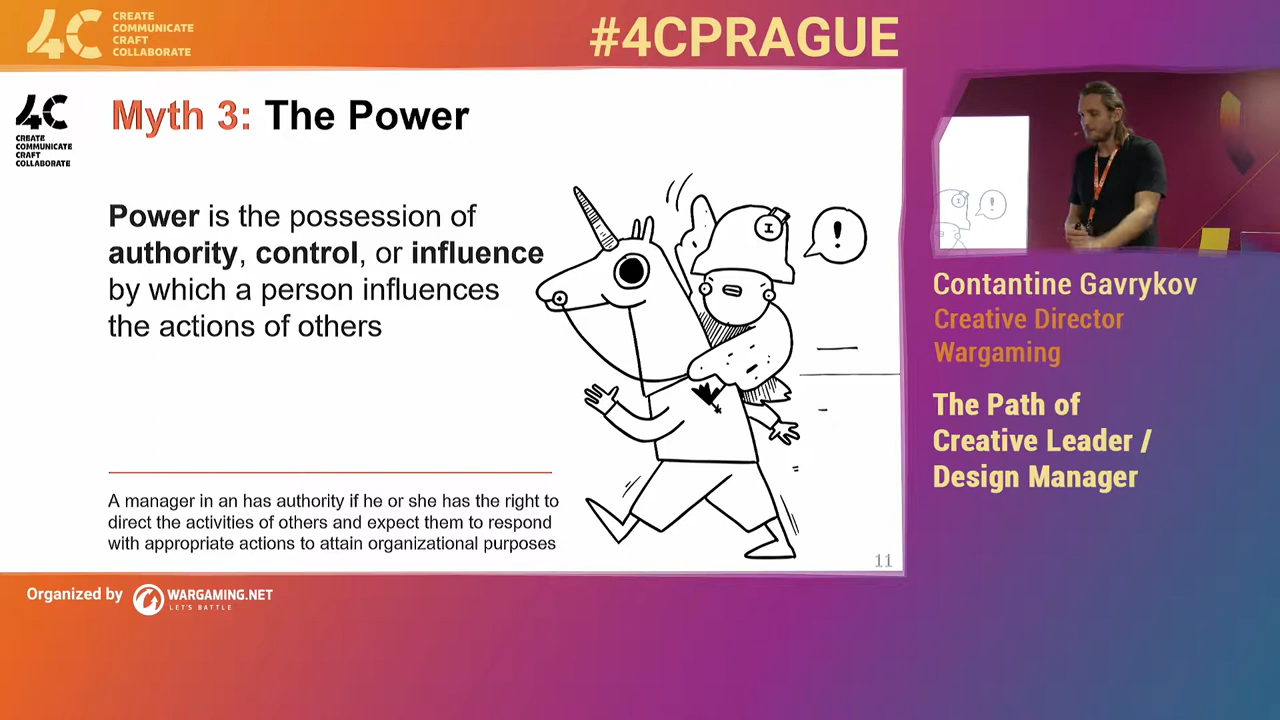 4C
CREATE
COMMUNICATE
CRAFT
COLLABORATE
#4CPRAGUE
4C
CREATE
COMMUNICATE
CRAFT
COLLABORATE
Myth 3: The Power
Power is the possession of
authority, control, or influence
by which a person influences
the actions of others
I
!
A manager in an has authority if he or she has the right to
direct the activities of others and expect them to respond
with appropriate actions to attain organizational purposes
11
!
Contantine Gavrykov
Creative Director
Wargaming
The Path of
Creative Leader /
Design Manager
Organized by
WARGAMING.NET
LET'S BATTLE